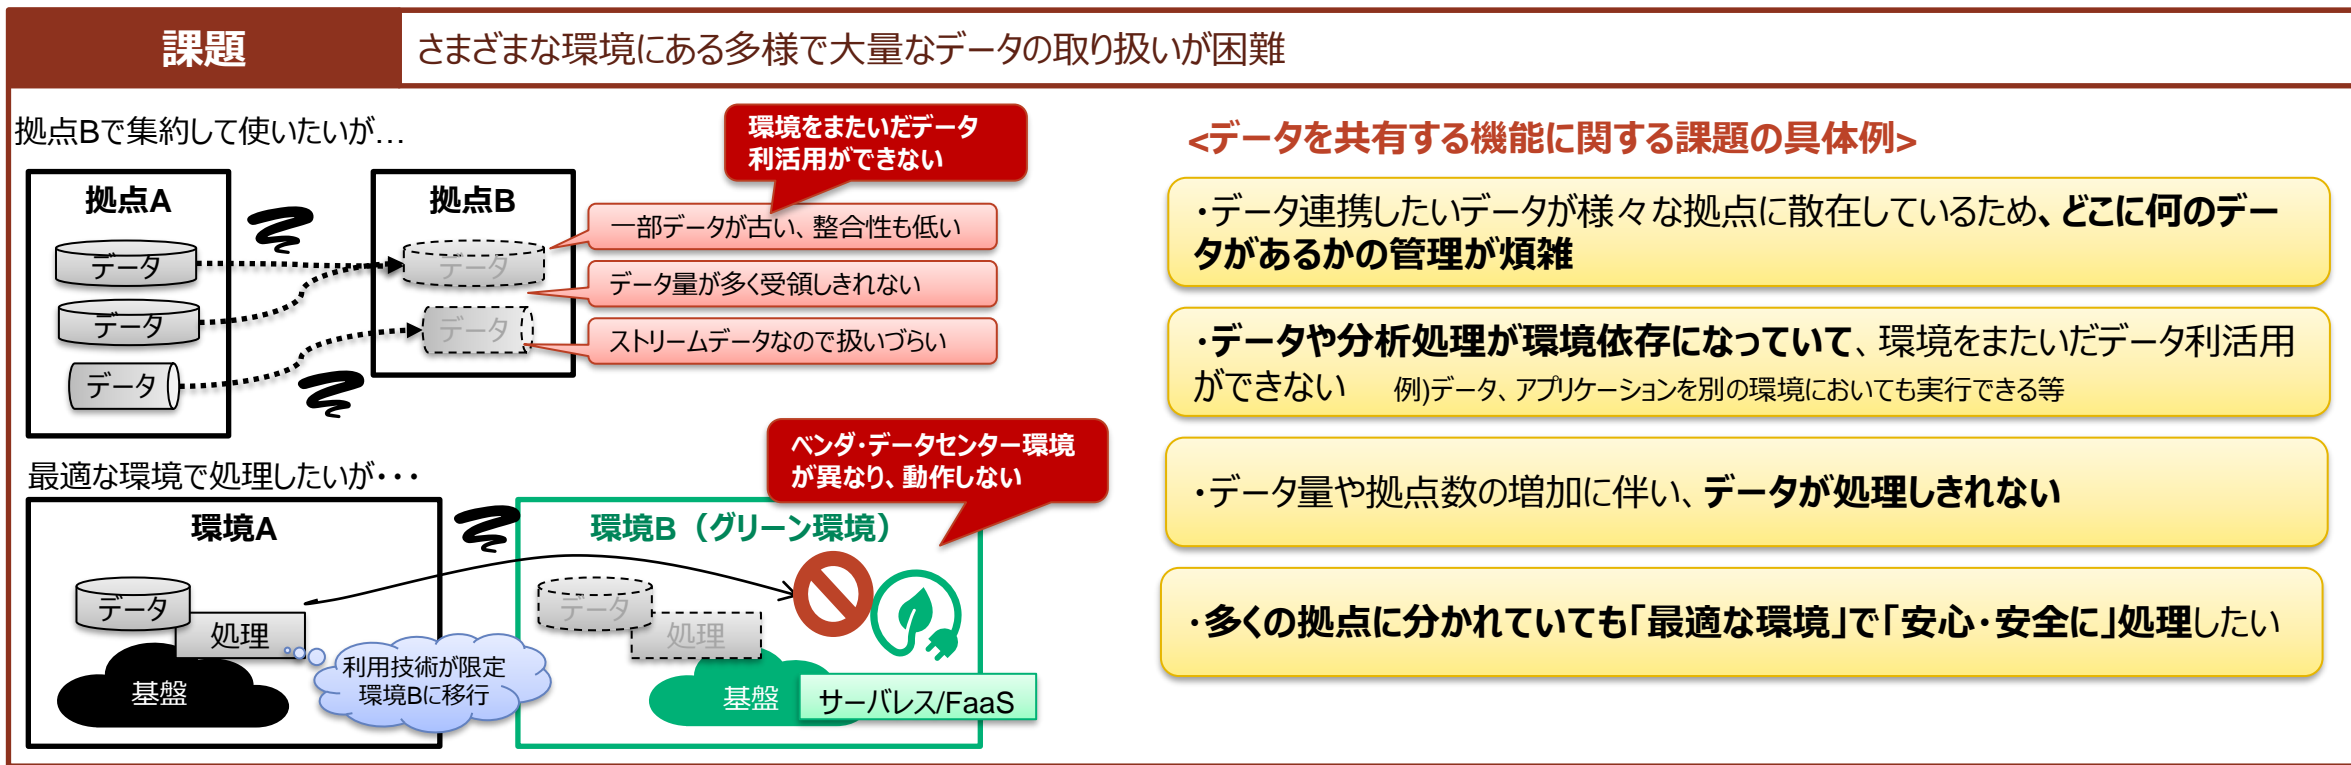 課題
さまざまな環境にある多様で大量なデータの取り扱いが困難
拠点Bで集約して使いたいが…
環境をまたいだデータ
利活用ができない
拠点A
拠点B
データ
データ
データ
データ
データ
一部データが古い、整合性も低い
データ量が多く受領しきれない
ストリームデータなので扱いづらい
最適な環境で処理したいが・・・
ベンダ・データセンター環境
が異なり、動作しない
環境A
環境B（グリーン環境）
データ
処理
基盤
利用技術が限定
環境Bに移行
データ
処理
基盤
サーバレス/FaaS
<データを共有する機能に関する課題の具体例>
・データ連携したいデータが様々な拠点に散在しているため、どこに何のデー
タがあるかの管理が煩雑
・データや分析処理が環境依存になっていて、環境をまたいだデータ利活用
ができない 例)データ、アプリケーションを別の環境においても実行できる等
・データ量や拠点数の増加に伴い、データが処理しきれない
・多くの拠点に分かれていても「最適な環境」で「安心・安全に」処理したい